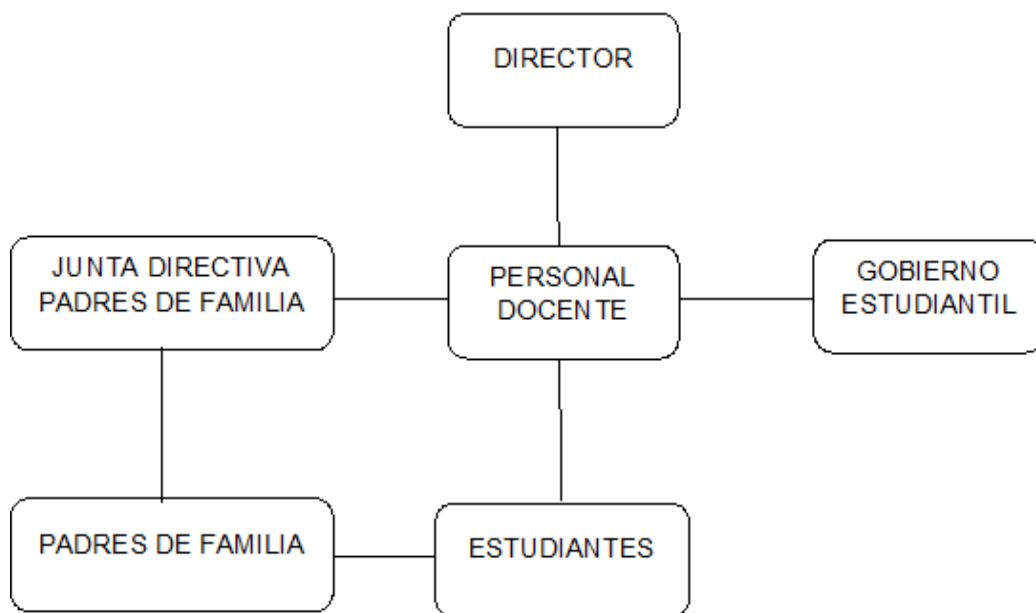 DIRECTOR
JUNTA DIRECTIVA
PADRES DE FAMILIA
PERSONAL
DOCENTE
GOBIERNO
ESTUDIANTIL
PADRES DE FAMILIA
ESTUDIANTES